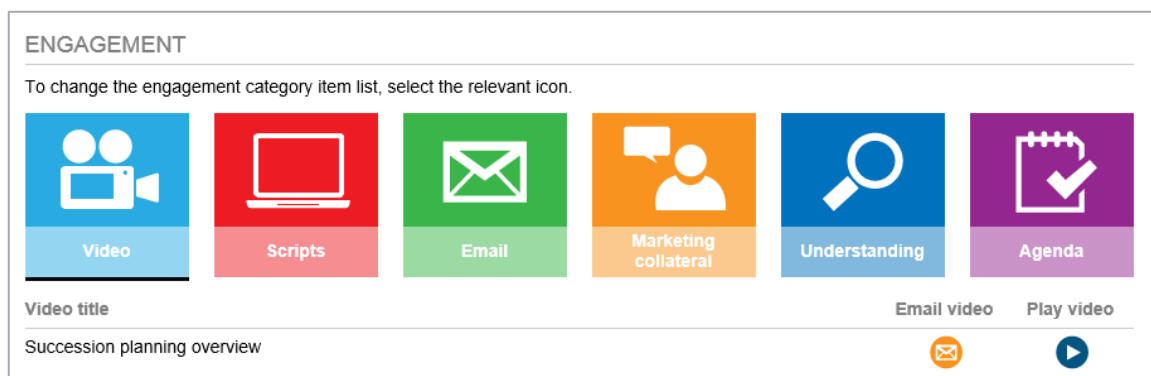 ENGAGEMENT
To change the engagement category item list, select the relevant icon.
Video
Scripts
Email
Marketing
collateral
Understanding
Agenda
Video title
Email video
Play video
Succession planning overview